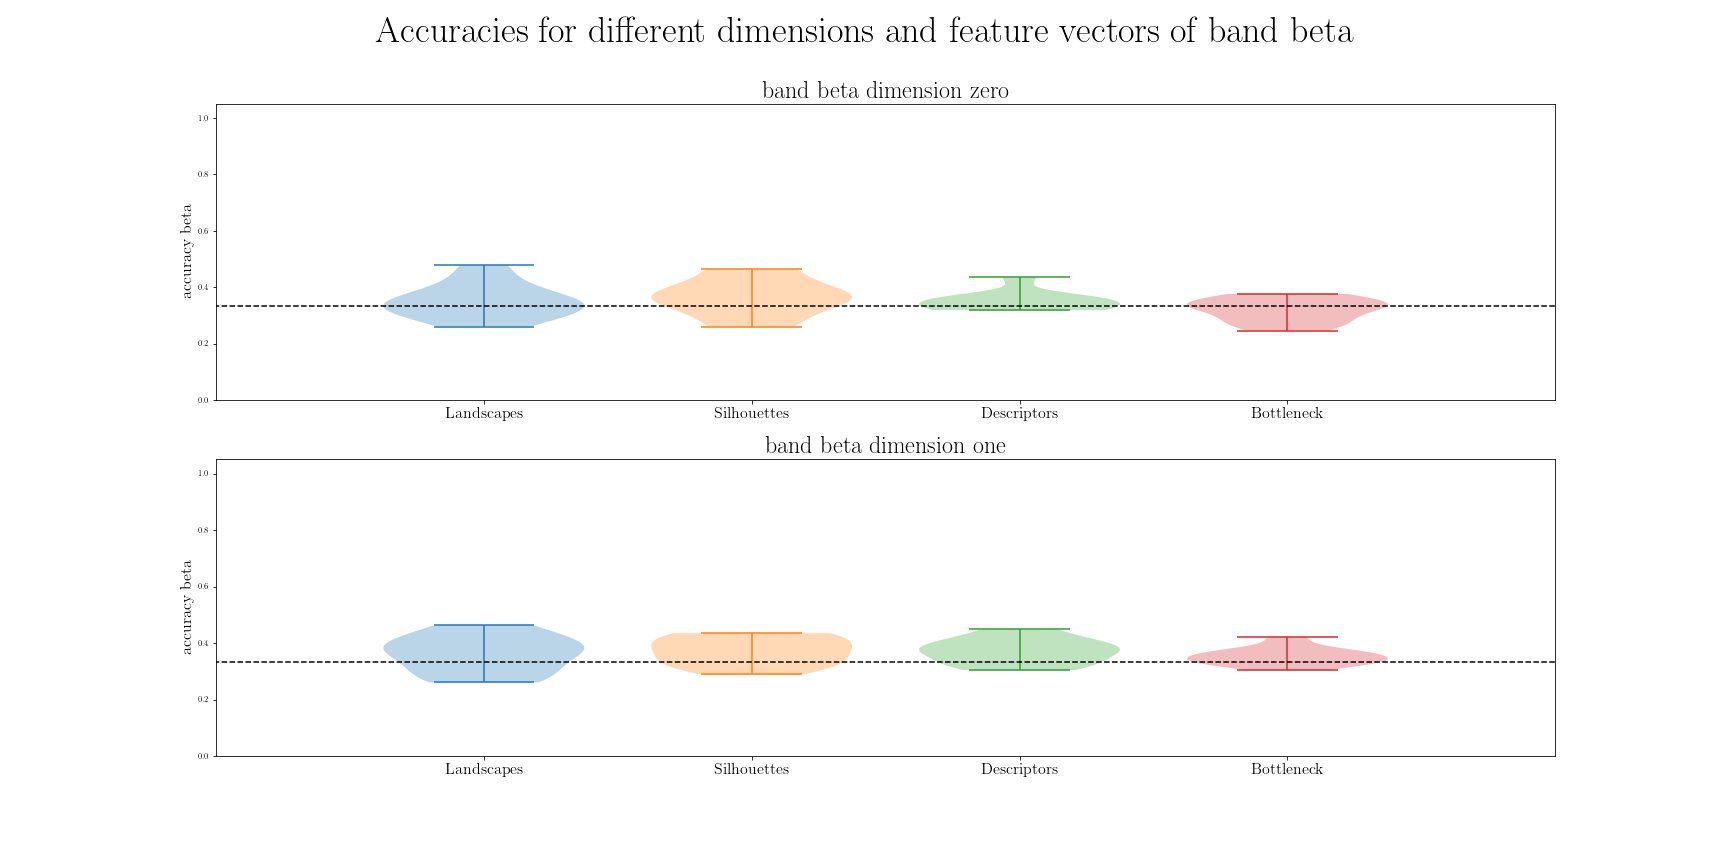 Accuracies for different dimensions and feature vectors of band beta
band beta dimension zero
1.0
0.8
0.6
0.4
0.2
0.0
accuracy beta
Landscapes Silhouettes Descriptors Bottleneck
band beta dimension one
1.0
0.8
0.6
0.4
0.2
0.0
accuracy beta
Landscapes Silhouettes Descriptors Bottleneck